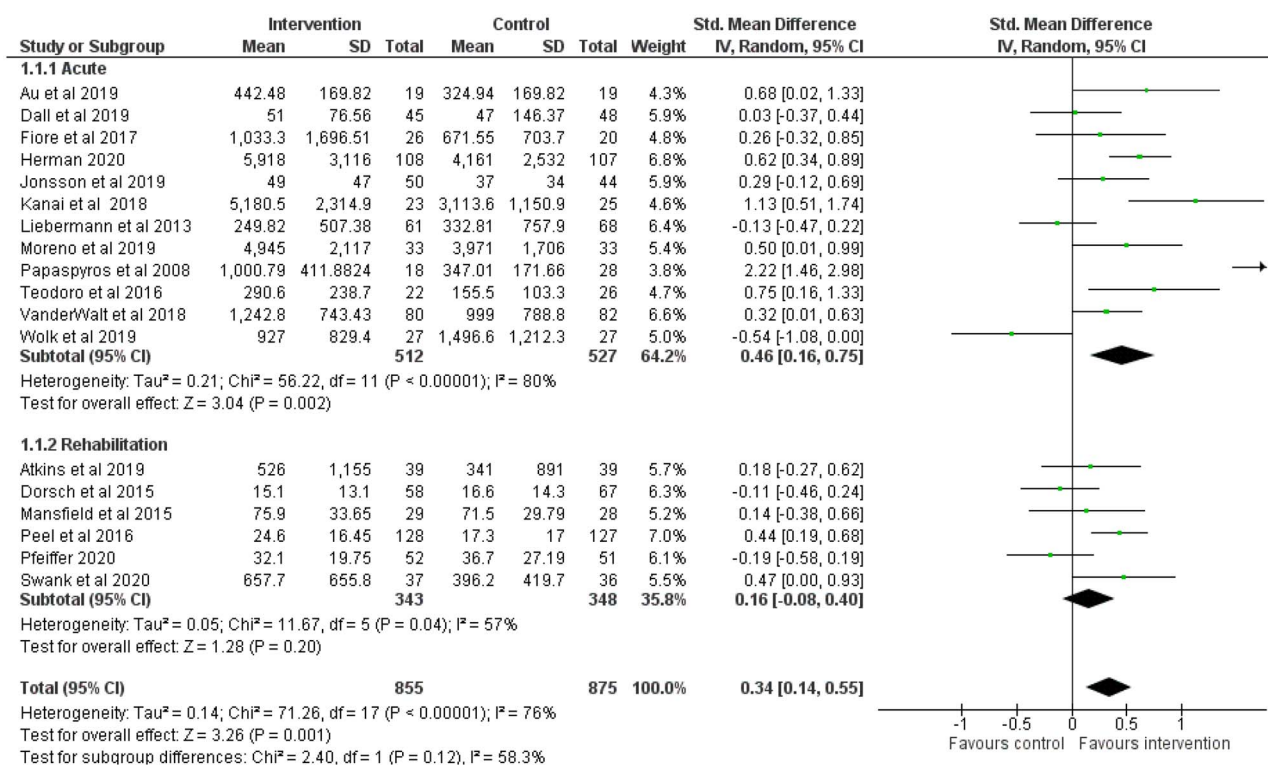 Intervention Control Std. Mean Difference Std. Mean Difference
Study or Subgroup Mean SD Total Mean SD Total Weight IV, Random, 95% CI IV, Random, 95% CI
1.1.1 Acute
Au et al 2019 442.48 169.82 19 324.94 169.82 19 4.3% 0.68 [0.02, 1.33]
Dall et al 2019 51 76.56 45 47 146.37 48 5.9% 0.03 [-0.37, 0.44]
Fiore et al 2017 1,033.3 1,696.51 26 671.55 703.7 20 4.8% 0.26 [-0.32, 0.85]
Herman 2020 5,918 3,116 108 4,161 2,532 107 6.8% 0.62 [0.34, 0.89]
Jonsson et al 2019 49 47 50 37 34 44 5.9% 0.29 [-0.12, 0.69]
Kanai et al 2018 5,180.5 2,314.9 23 3,113.6 1,150.9 25 4.6% 1.13 [0.51, 1.74]
Liebermann et al 2013 249.82 507.38 61 332.81 757.9 68 6.4% -0.13 [-0.47, 0.22]
Moreno et al 2019 4,945 2,117 33 3,971 1,706 33 5.4% 0.50 [0.01, 0.99]
Papaspyros et al 2008 1,000.79 411.8824 18 347.01 171.66 28 3.8% 2.22 [1.46, 2.98]
Teodoro et al 2016 290.6 238.7 22 155.5 103.3 26 4.7% 0.75 [0.16, 1.33]
VanderWalt et al 2018 1,242.8 743.43 80 999 788.8 82 6.6% 0.32 [0.01, 0.63]
Wolk et al 2019 927 829.4 27 1,496.6 1,212.3 27 5.0% -0.54 [-1.08, 0.00]
Subtotal (95% CI) 512 527 64.2% 0.46 [0.16, 0.75]
Heterogeneity: Tau² = 0.21; Chi² = 56.22, df = 11 (P < 0.00001); I² = 80%
Test for overall effect: Z = 3.04 (P = 0.002)
1.1.2 Rehabilitation
Atkins et al 2019 526 1,155 39 341 891 39 5.7% 0.18 [-0.27, 0.62]
Dorsch et al 2015 15.1 13.1 58 16.6 14.3 67 6.3% -0.11 [-0.46, 0.24]
Mansfield et al 2015 75.9 33.65 29 71.5 29.79 28 5.2% 0.14 [-0.38, 0.66]
Peel et al 2016 24.6 16.45 128 17.3 17 127 7.0% 0.44 [0.19, 0.68]
Pfeiffer 2020 32.1 19.75 52 36.7 27.19 51 6.1% -0.19 [-0.58, 0.19]
Swank et al 2020 657.7 655.8 37 396.2 419.7 36 5.5% 0.47 [0.00, 0.93]
Subtotal (95% CI) 343 348 35.8% 0.16 [-0.08, 0.40]
Heterogeneity: Tau² = 0.05; Chi² = 11.67, df = 5 (P = 0.04); I² = 57%
Test for overall effect: Z = 1.28 (P = 0.20)
Total (95% CI) 855 875 100.0% 0.34 [0.14, 0.55]
Heterogeneity: Tau² = 0.14; Chi² = 71.26, df = 17 (P < 0.00001); I² = 76%
Test for overall effect: Z = 3.26 (P = 0.001)
Test for subgroup differences: Chi² = 2.40, df = 1 (P = 0.12), I² = 58.3%
-1 -0.5 0 0.5 1
Favours control Favours intervention